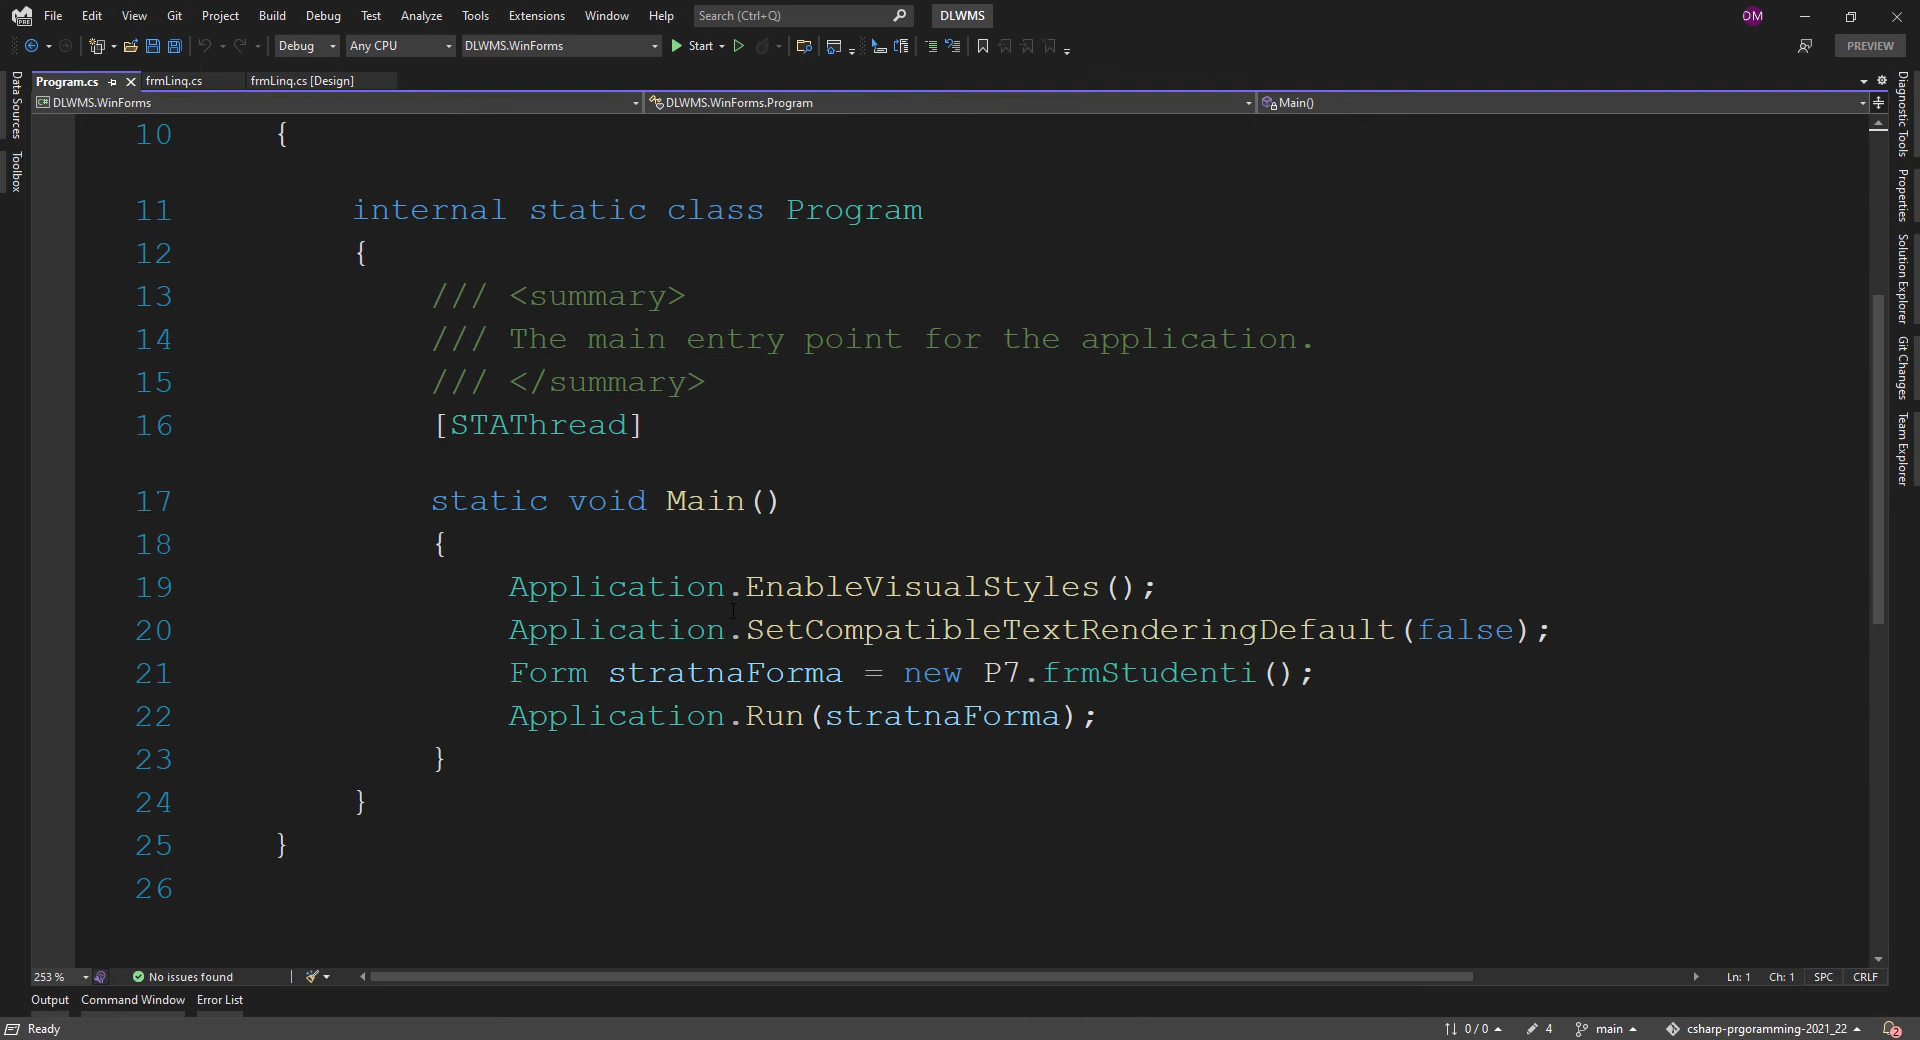 PRE
File Edit View Git Project Build Debug Test Analyze Tools Extensions Window Help Search (Ctrl+Q) DLWMS DM
Debug Any CPU DLWMS.WinForms Start PREVIEW
Program.cs frmLinq.cs frmLinq.cs [Design]
DLWMS.WinForms DLWMS.WinForms.Program Main()
Data Sources
Toolbox
10 {
11 internal static class Program
12 {
13 /// <summary>
14 /// The main entry point for the application.
15 /// </summary>
16 [STAThread]
17 static void Main()
18 {
19 Application.EnableVisualStyles();
20 Application.SetCompatibleTextRenderingDefault(false);
21 Form stratnaForma = new P7.frmStudenti();
22 Application.Run(stratnaForma);
23 }
24 }
25 }
26
Diagnostic Tools
Properties
Solution Explorer
Git Changes
Team Explorer
253 % No issues found Ln: 1 Ch: 1 SPC CRLF
Output Command Window Error List
Ready 0 / 0 4 main csharp-prgoramming-2021_22 2